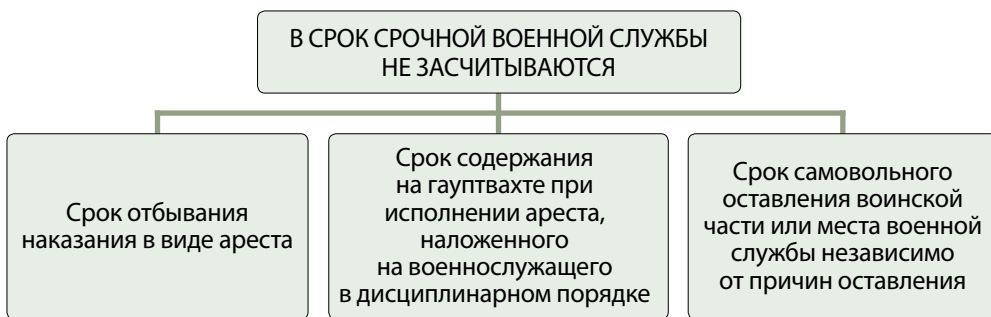 В СРОК СРОЧНОЙ ВОЕННОЙ СЛУЖБЫ
НЕ ЗАСЧИТЫВАЮТСЯ
Срок отбывания
наказания в виде ареста
Срок содержания
на гауптвахте при
исполнении ареста,
наложенного
на военнослужащего
в дисциплинарном порядке
Срок самовольного
оставления воинской
части или места военной
службы независимо
от причин оставления